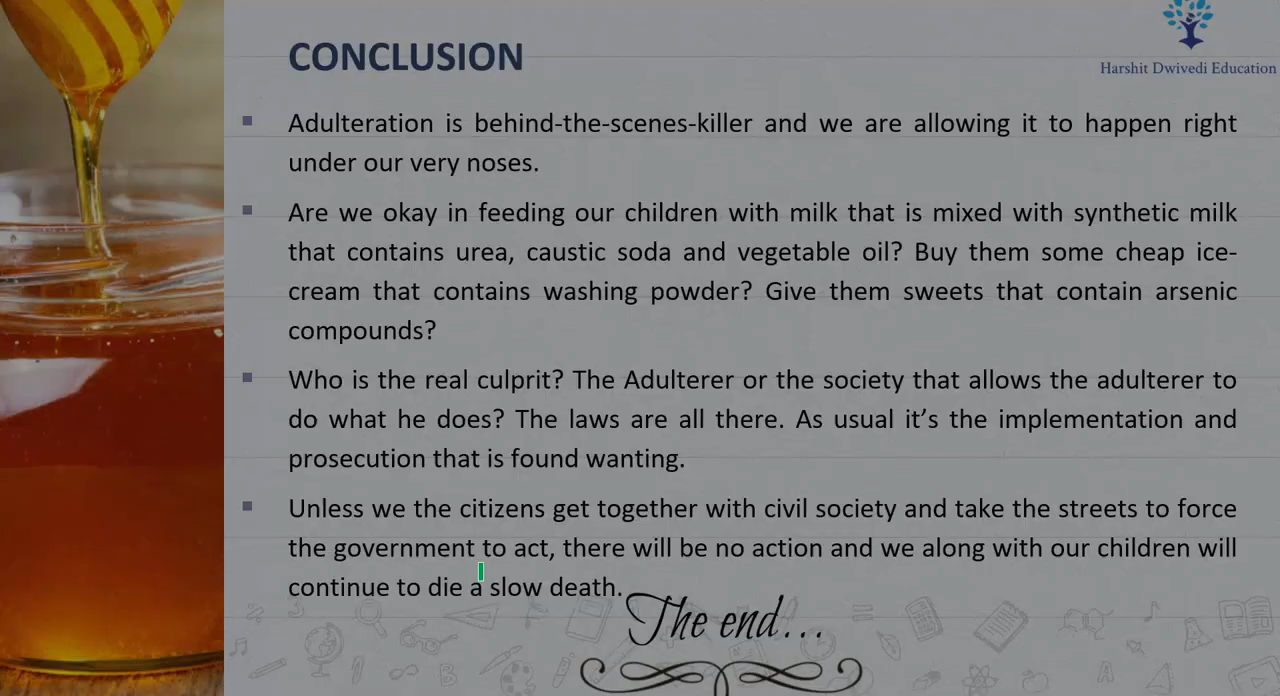 CONCLUSION
Harshit Dwivedi Education
Adulteration is behind-the-scenes-killer and we are allowing it to happen right
under our very noses.
Are we okay in feeding our children with milk that is mixed with synthetic milk
that contains urea, caustic soda and vegetable oil? Buy them some cheap ice-
cream that contains washing powder? Give them sweets that contain arsenic
compounds?
Who is the real culprit? The Adulterer or the society that allows the adulterer to
do what he does? The laws are all there. As usual it’s the implementation and
prosecution that is found wanting.
Unless we the citizens get together with civil society and take the streets to force
the government to act, there will be no action and we along with our children will
continue to die a slow death.
The end...